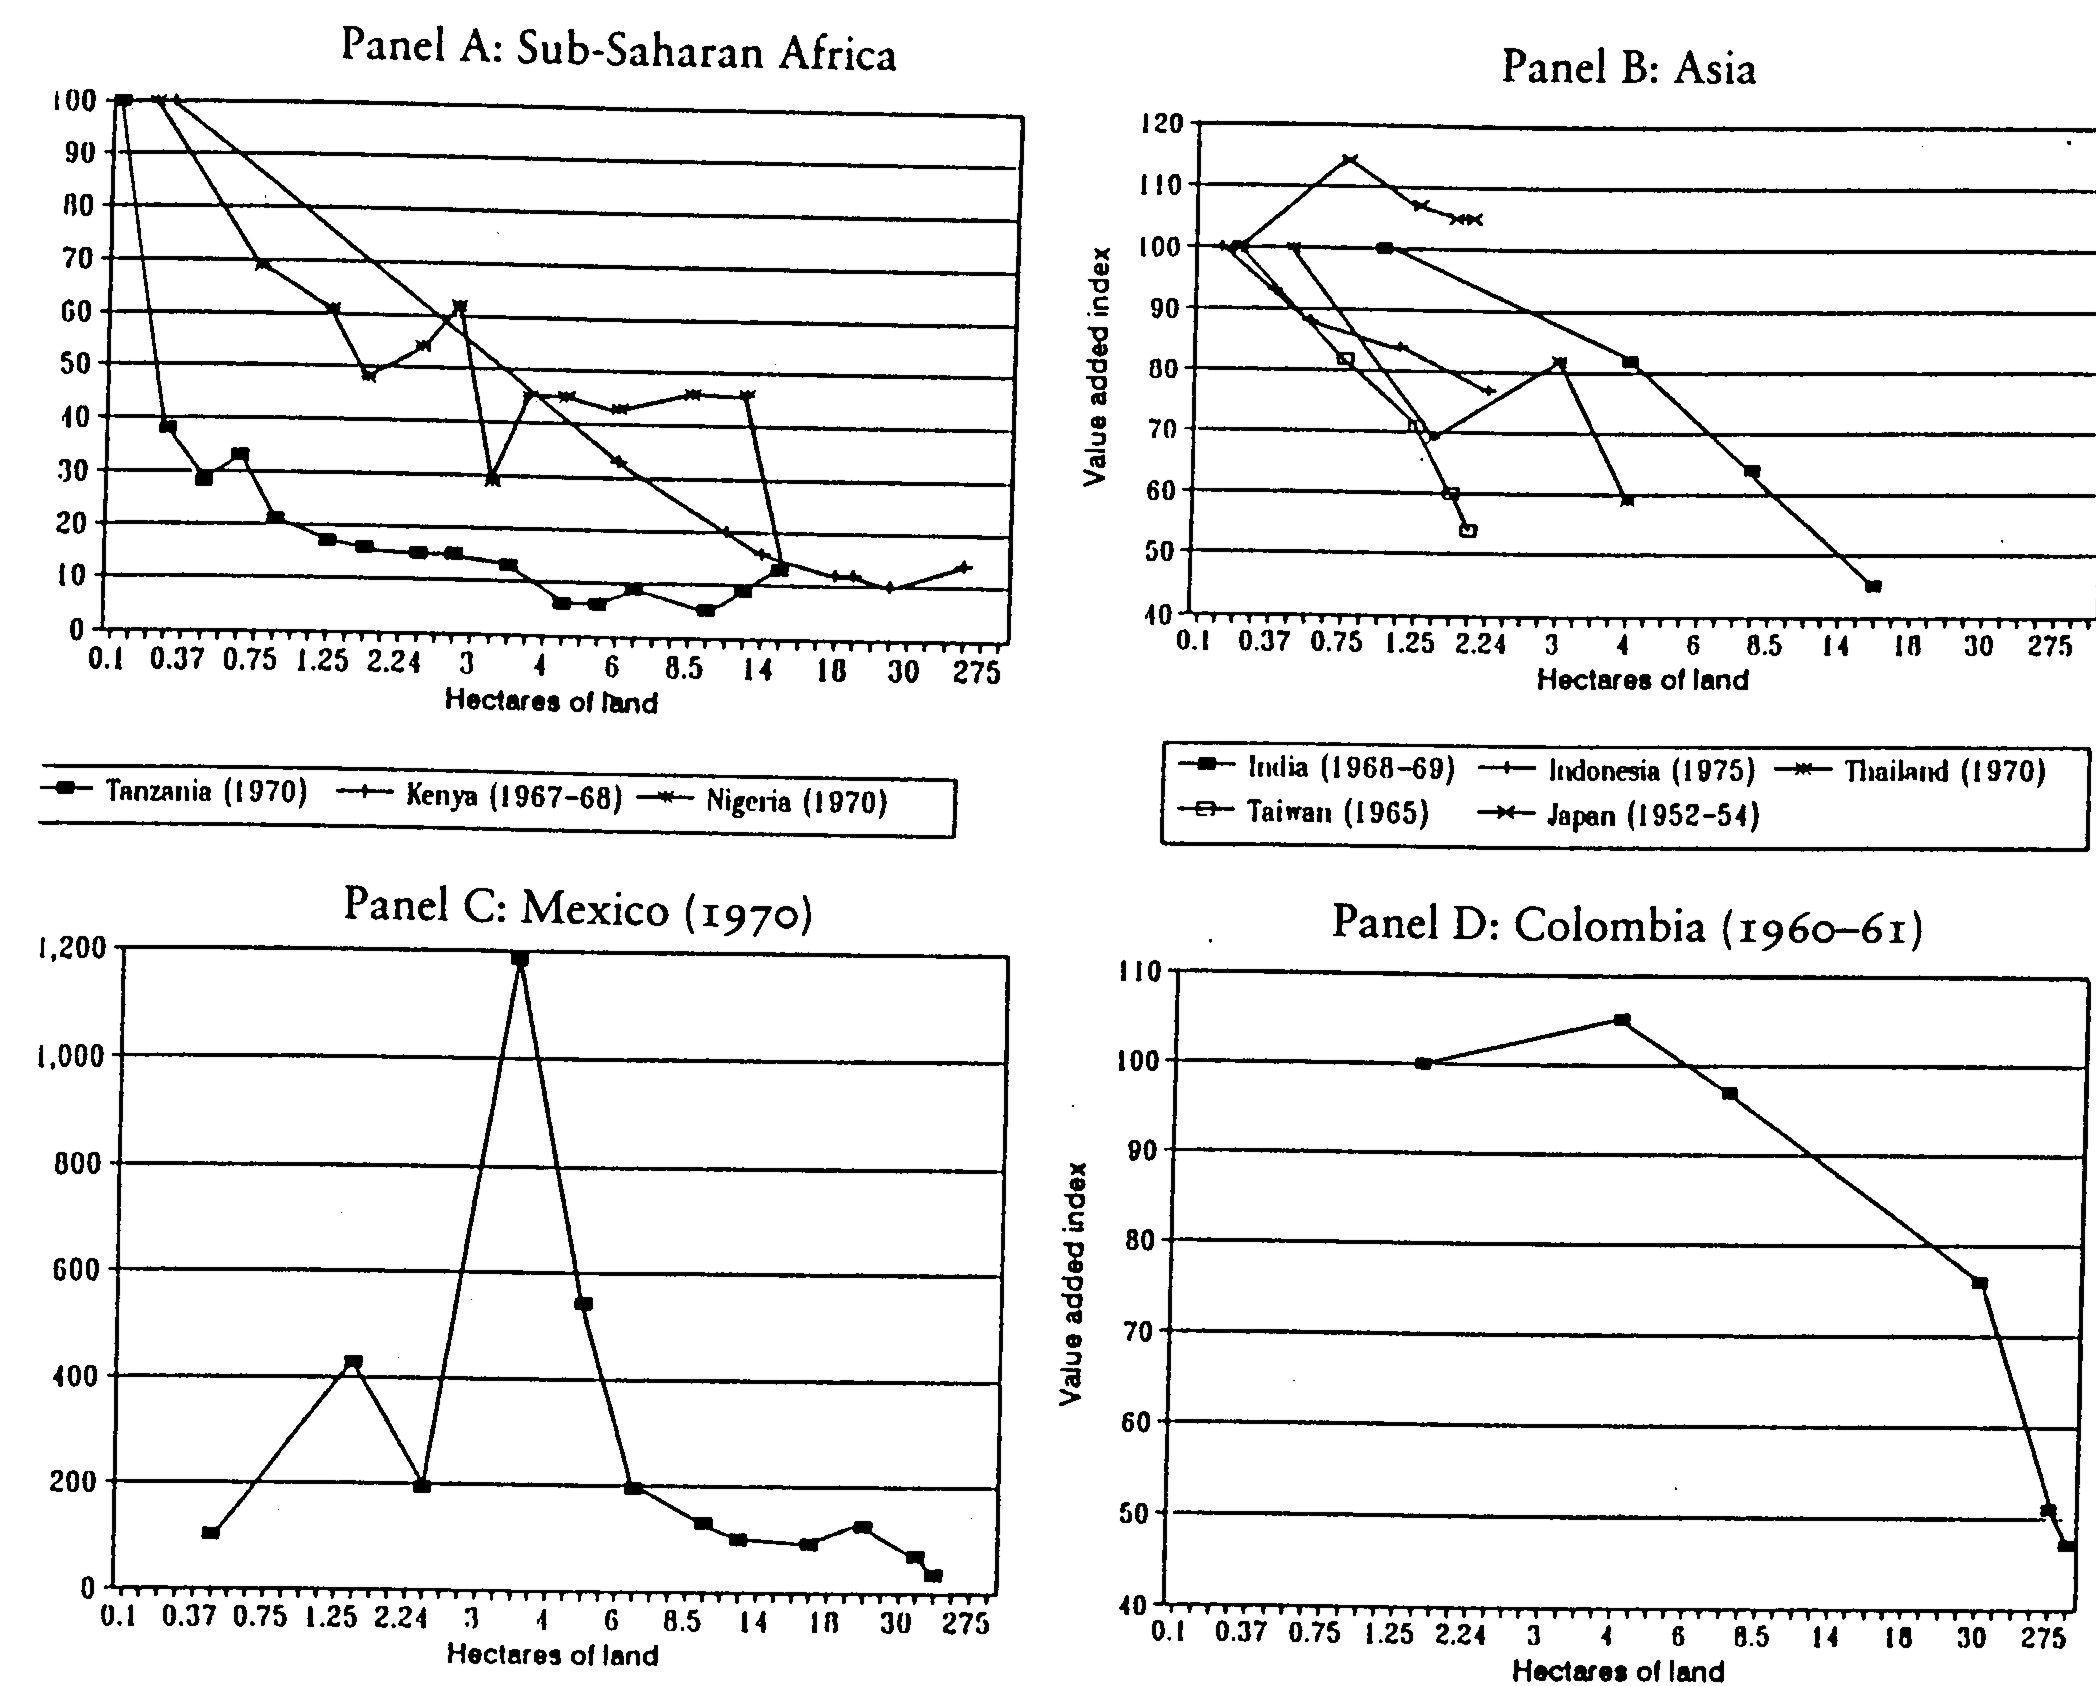 Panel A: Sub-Saharan Africa
100
90
80
70
60
50
40
30
20
10
0
0.1 0.37 0.75 1.25 2.24 3 4 6 8.5 14 18 30 275
Hectares of land
Tanzania (1970) Kenya (1967-68) Nigeria (1970)
Panel B: Asia
Value added index
120
110
100
90
80
70
60
50
40
0.1 0.37 0.75 1.25 2.24 3 4 6 8.5 14 18 30 275
Hectares of land
India (1968-69) Indonesia (1975) Thailand (1970)
Taiwan (1965) Japan (1952-54)
Panel C: Mexico (1970)
1,200
1,000
800
600
400
200
0
0.1 0.37 0.75 1.25 2.24 3 4 6 8.5 14 18 30 275
Hectares of land
Panel D: Colombia (1960–61)
Value added index
110
100
90
80
70
60
50
40
0.1 0.37 0.75 1.25 2.24 3 4 6 8.5 14 18 30 275
Hectares of land